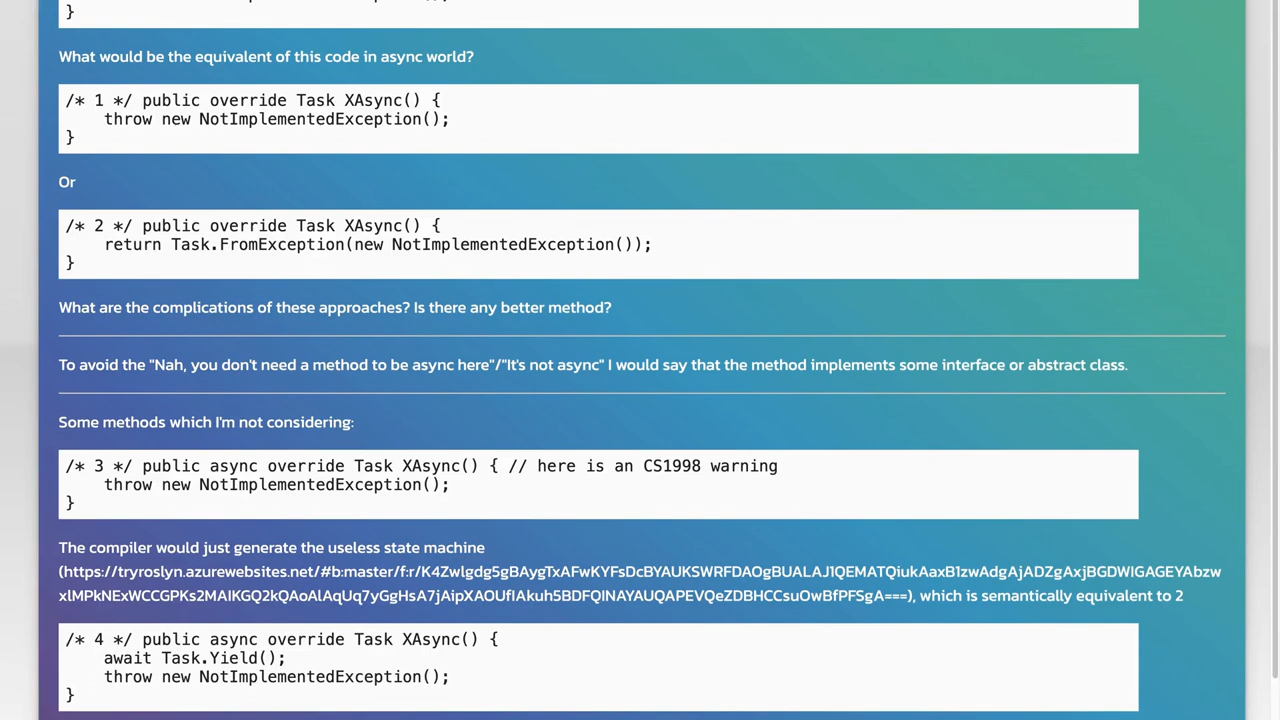 }
What would be the equivalent of this code in async world?
/* 1 */ public override Task XAsync() {
    throw new NotImplementedException();
}
Or
/* 2 */ public override Task XAsync() {
    return Task.FromException(new NotImplementedException());
}
What are the complications of these approaches? Is there any better method?
To avoid the "Nah, you don't need a method to be async here"/"It's not async" I would say that the method implements some interface or abstract class.
Some methods which I'm not considering:
/* 3 */ public async override Task XAsync() { // here is an CS1998 warning
    throw new NotImplementedException();
}
The compiler would just generate the useless state machine
(https://tryroslyn.azurewebsites.net/#b:master/f:r/K4Zwlgdg5gBAygTxAFwKYFsDcBYAUKSWRFDAOgBUALAJ1QEMATQiukAaxB1zwAdgAjADZgAxjBGDWIGAGEYAbzw
xlMPkNExWCCGPKs2MAIKGQ2kQAoAlAqUq7yGgHsA7jAipXAOUfIAkuh5BDFQINAYAUQAPEVQeZDBHCCsuOwBfPFSgA===), which is semantically equivalent to 2
/* 4 */ public async override Task XAsync() {
    await Task.Yield();
    throw new NotImplementedException();
}